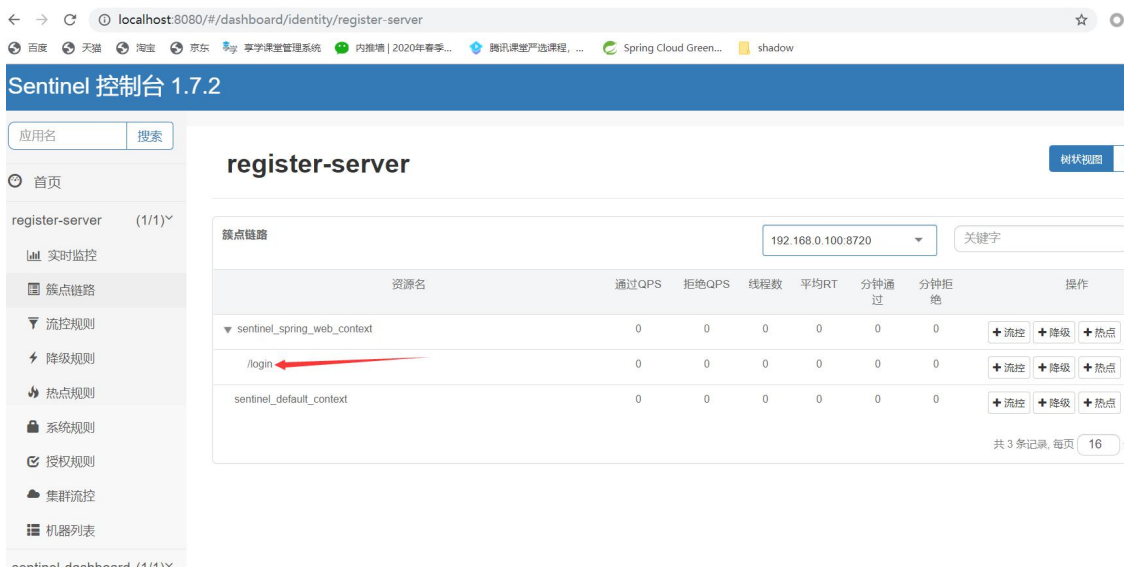 localhost:8080/#/dashboard/identity/register-server
百度 天猫 淘宝 京东 享学课堂管理系统 内推墙 | 2020年春季... 腾讯课堂严选课程，... Spring Cloud Green... shadow
Sentinel 控制台 1.7.2
应用名 搜索
首页
register-server (1/1)
实时监控
簇点链路
流控规则
降级规则
热点规则
系统规则
授权规则
集群流控
机器列表
sentinel-dashboard (1/1)
register-server
树状视图
簇点链路 192.168.0.100:8720 关键字
资源名 通过QPS 拒绝QPS 线程数 平均RT 分钟通过 分钟拒绝 操作
sentinel_spring_web_context 0 0 0 0 0 0 +流控 +降级 +热点
/login 0 0 0 0 0 0 +流控 +降级 +热点
sentinel_default_context 0 0 0 0 0 0 +流控 +降级 +热点
共 3 条记录, 每页 16